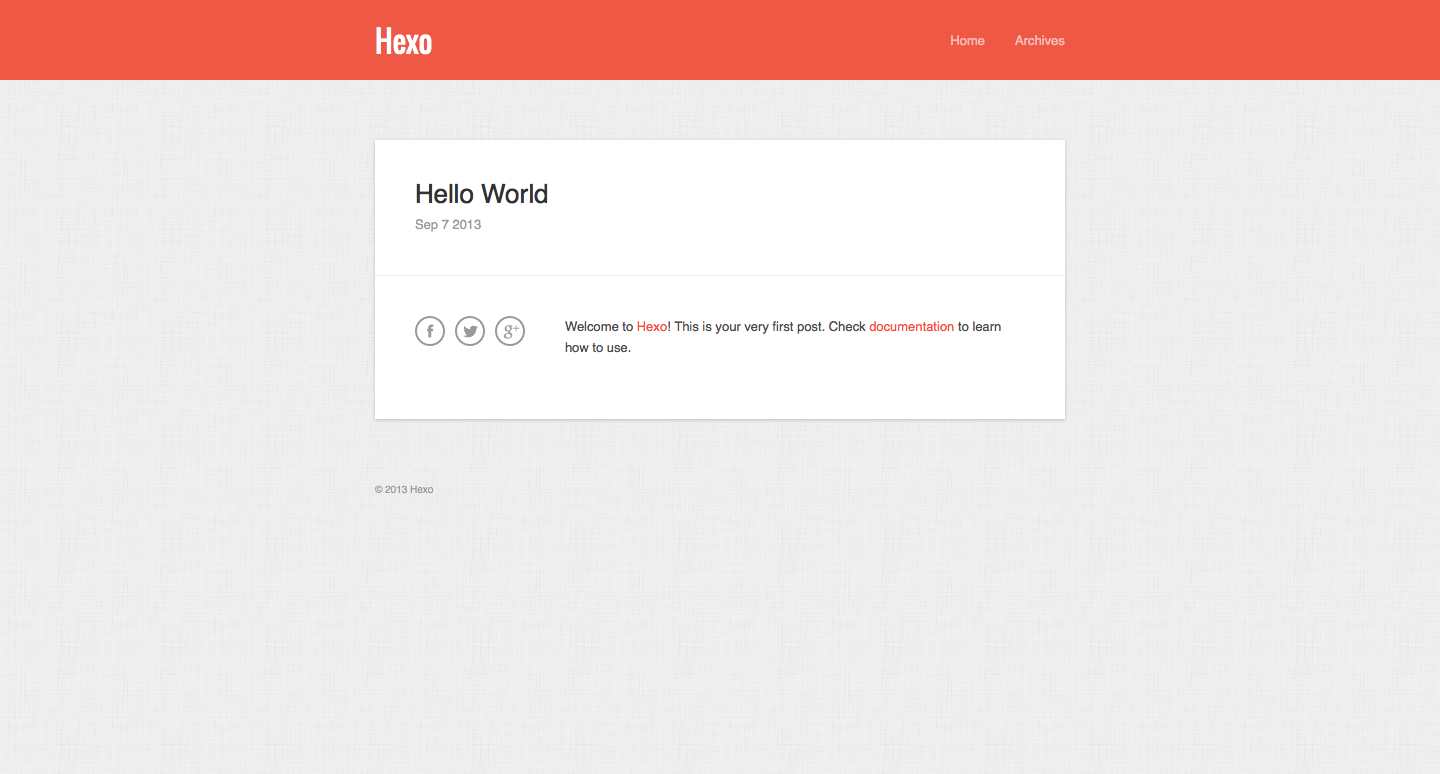 Hexo
Home Archives
Hello World
Sep 7 2013
Welcome to Hexo! This is your very first post. Check documentation to learn
how to use.
© 2013 Hexo